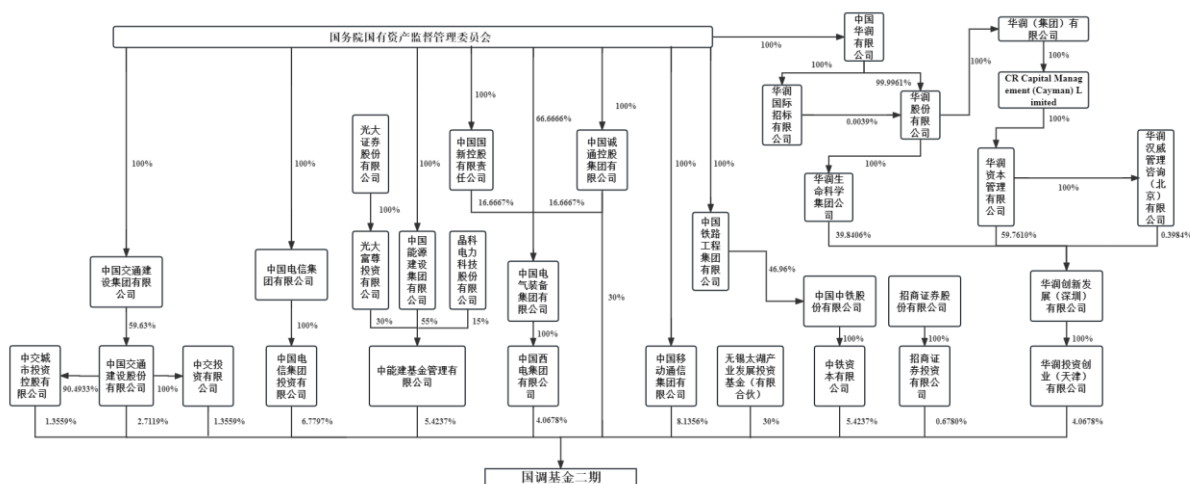 国务院国有资产监督管理委员会
100%
中国
华润
有限
公司
100%
华润（集团）有
限公司
100%
99.9961%
100%
100%
CR Capital Manag
ement (Cayman) L
imited
华润
国际
招标
有限
公司
0.0039%
华润
股份
有限
公司
100%
100%
100%
66.6666%
100%
100%
100%
100%
100%
光大
证券
股份
有限
公司
中国国
新控股
有限责
任公司
中国诚
通控股
集团有
限公司
华润生
命科学
集团公
司
华润
资本
管理
有限
公司
100%
华润
汉威
管理
咨询
（北
京）有
限公司
100%
16.6667%
16.6667%
39.8406%
59.7610%
0.3984%
中国
铁路
工程
集团
有限
公司
46.96%
中国交通建
设集团有限
公司
中国电信集
团有限公司
光大
富尊
投资
有限
公司
中国
能源
建设
集团
有限
公司
晶科
电力
科技
股份
有限
公司
中国电
气装备
集团有
限公司
30%
中国中铁股
份有限公司
招商证券股
份有限公司
华润创新发
展（深圳）有
限公司
59.63%
100%
30%
55%
15%
100%
100%
100%
100%
中交城
市投资
控股有
限公司
90.4933%
中国交通
建设股份
有限公司
100%
中交投
资有限
公司
中国电
信集团
投资有
限公司
中能建基金管理有
限公司
中国西
电集团
有限公
司
中国移
动通信
集团有
限公司
无锡太湖产
业发展投资
基金（有限
合伙）
中铁资
本有限
公司
招商证
券投资
有限公
司
华润投资创
业（天津）有
限公司
1.3559%
2.7119%
1.3559%
6.7797%
5.4237%
4.0678%
8.1356%
30%
5.4237%
0.6780%
4.0678%
国调基金二期